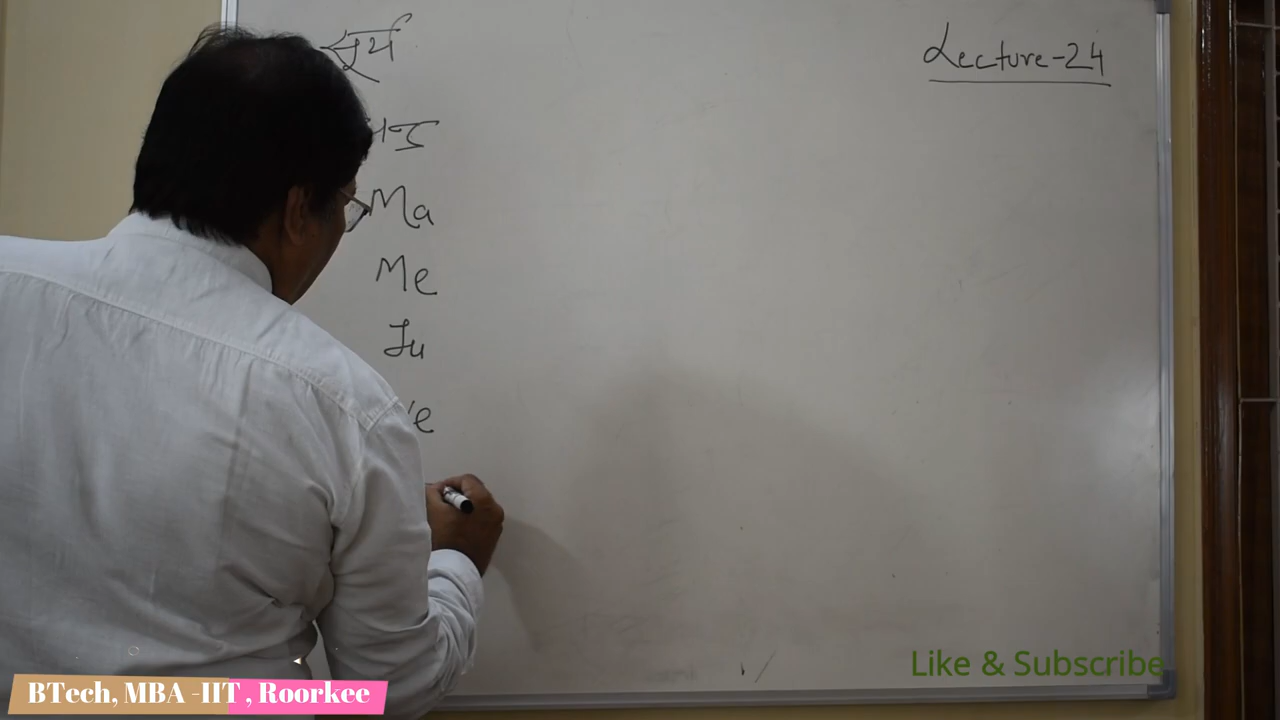 सूर्य
Lecture-24
Ma
Me
Ju
Like & Subscribe
BTech, MBA -IIT , Roorkee